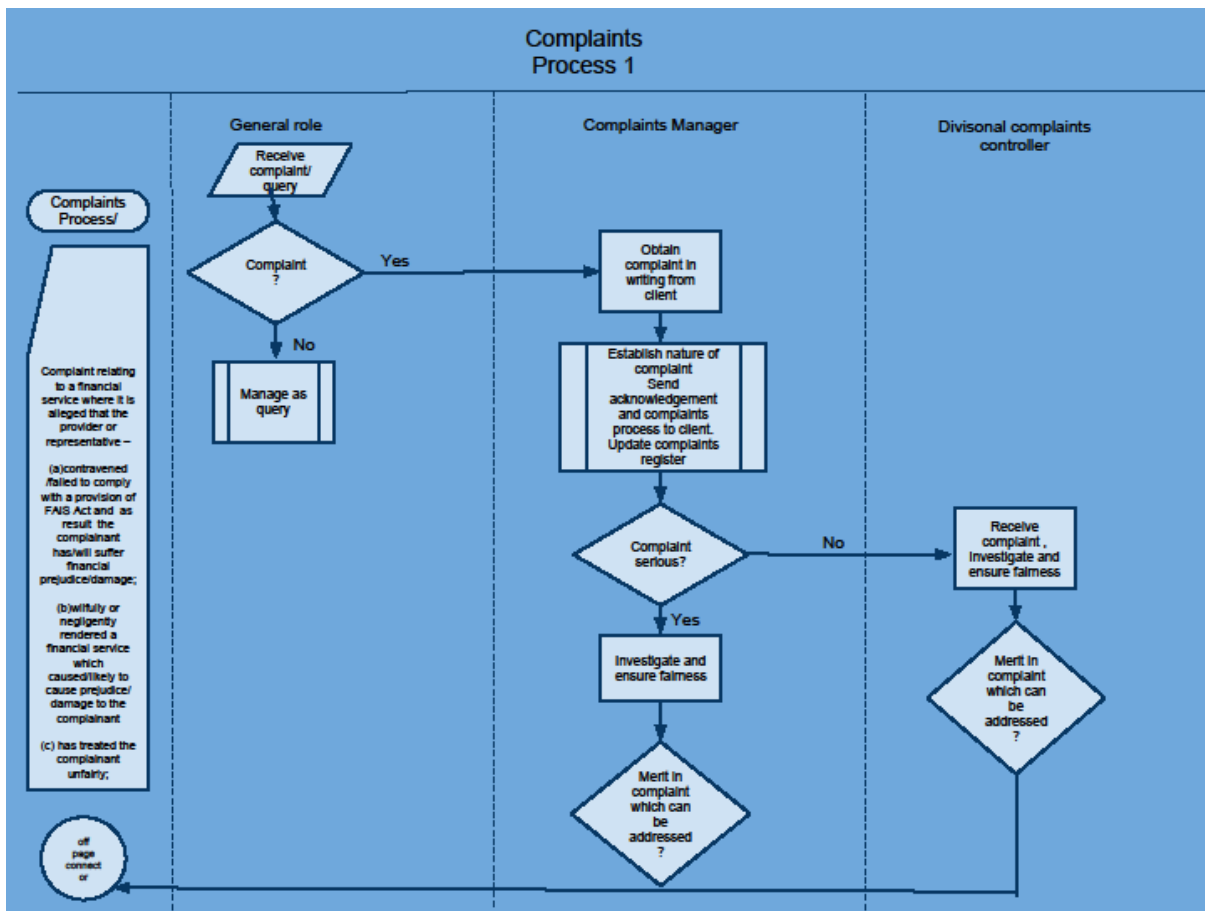 Complaints
Process 1
General role
Complaints Manager
Divisonal complaints
controller
Complaints
Process/
Complaint relating
to a financial
service where it is
alleged that the
provider or
representative –
(a)contravened
/failed to comply
with a provision of
FAIS Act and as
result the
complainant
has/will suffer
financial
prejudice/damage;
(b)wilfully or
negligently
rendered a
financial service
which
caused/likely to
cause prejudice/
damage to the
complainant
(c) has treated the
complainant
unfairly;
off
page
connect
or
Receive
complaint/
query
Complaint
?
Yes
No
Manage as
query
Obtain
complaint in
writing from
client
Establish nature of
complaint
Send
acknowledgement
and complaints
process to client.
Update complaints
register
Complaint
serious?
No
Yes
Investigate and
ensure fairness
Merit in
complaint
which can
be
addressed
?
Receive
complaint ,
investigate and
ensure fairness
Merit in
complaint
which can
be
addressed
?